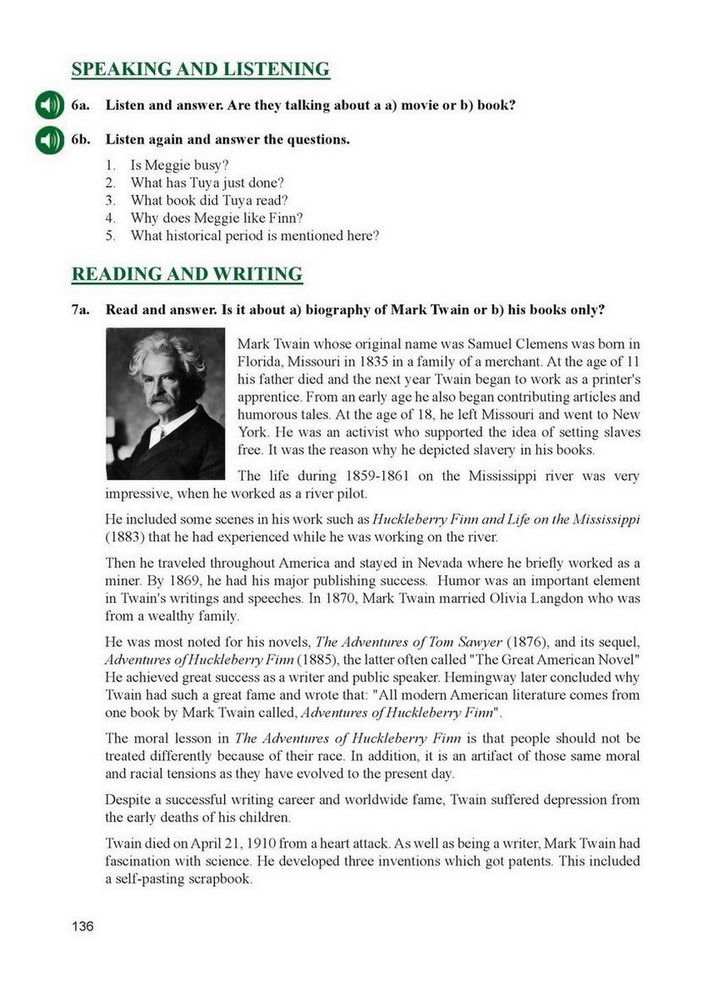 SPEAKING AND LISTENING
6a. Listen and answer. Are they talking about a a) movie or b) book?
6b. Listen again and answer the questions.
1. Is Meggie busy?
2. What has Tuya just done?
3. What book did Tuya read?
4. Why does Meggie like Finn?
5. What historical period is mentioned here?
READING AND WRITING
7a. Read and answer. Is it about a) biography of Mark Twain or b) his books only?
Mark Twain whose original name was Samuel Clemens was born in
Florida, Missouri in 1835 in a family of a merchant. At the age of 11
his father died and the next year Twain began to work as a printer's
apprentice. From an early age he also began contributing articles and
humorous tales. At the age of 18, he left Missouri and went to New
York. He was an activist who supported the idea of setting slaves
free. It was the reason why he depicted slavery in his books.
The life during 1859-1861 on the Mississippi river was very
impressive, when he worked as a river pilot.
He included some scenes in his work such as Huckleberry Finn and Life on the Mississippi
(1883) that he had experienced while he was working on the river.
Then he traveled throughout America and stayed in Nevada where he briefly worked as a
miner. By 1869, he had his major publishing success. Humor was an important element
in Twain's writings and speeches. In 1870, Mark Twain married Olivia Langdon who was
from a wealthy family.
He was most noted for his novels, The Adventures of Tom Sawyer (1876), and its sequel,
Adventures of Huckleberry Finn (1885), the latter often called "The Great American Novel"
He achieved great success as a writer and public speaker. Hemingway later concluded why
Twain had such a great fame and wrote that: "All modern American literature comes from
one book by Mark Twain called, Adventures of Huckleberry Finn".
The moral lesson in The Adventures of Huckleberry Finn is that people should not be
treated differently because of their race. In addition, it is an artifact of those same moral
and racial tensions as they have evolved to the present day.
Despite a successful writing career and worldwide fame, Twain suffered depression from
the early deaths of his children.
Twain died on April 21, 1910 from a heart attack. As well as being a writer, Mark Twain had
fascination with science. He developed three inventions which got patents. This included
a self-pasting scrapbook.
136